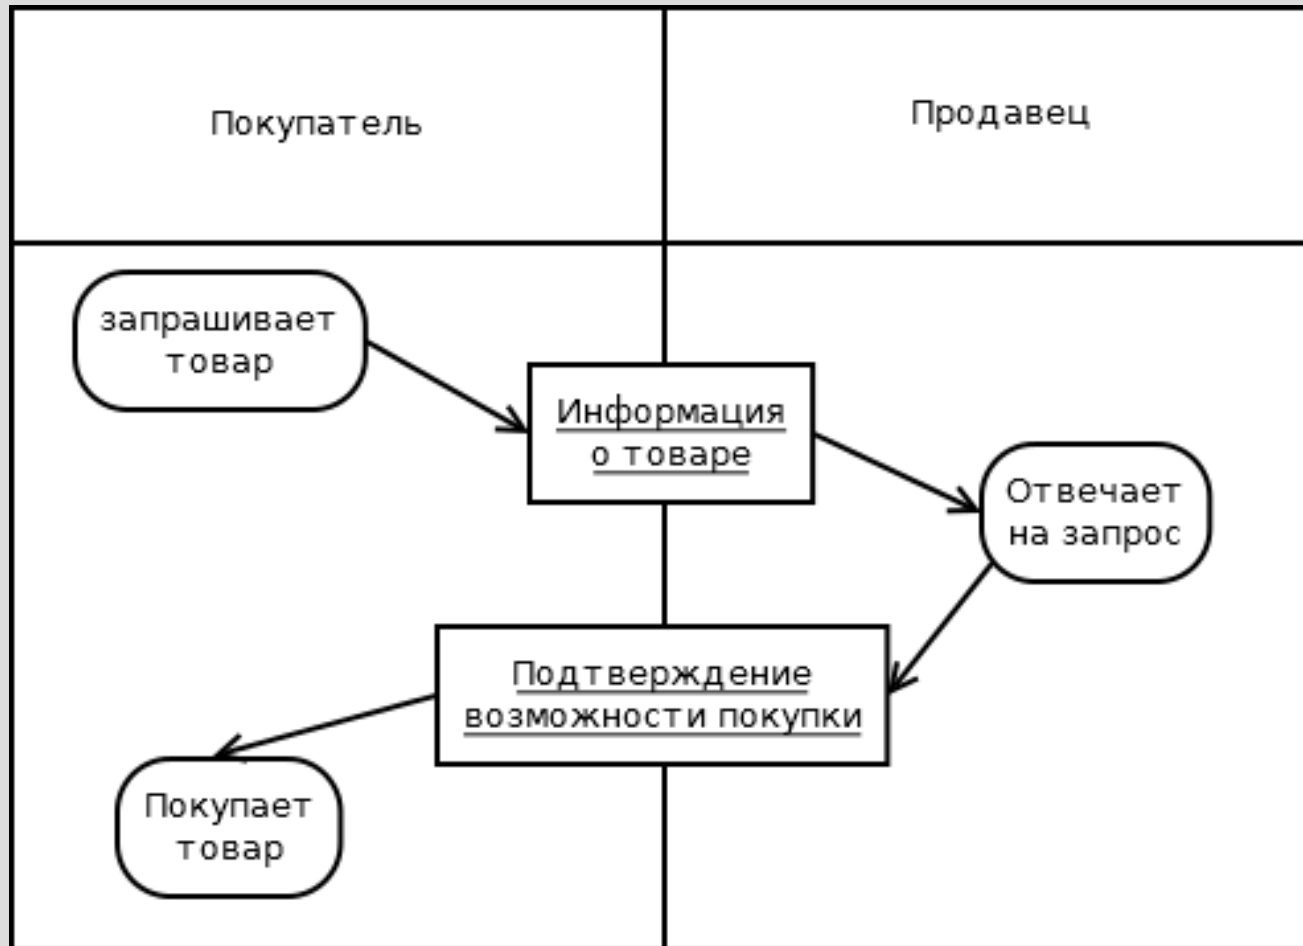 Покупатель
Продавец
запрашивает
товар
Информация
о товаре
Отвечает
на запрос
Подтверждение
возможности покупки
Покупает
товар